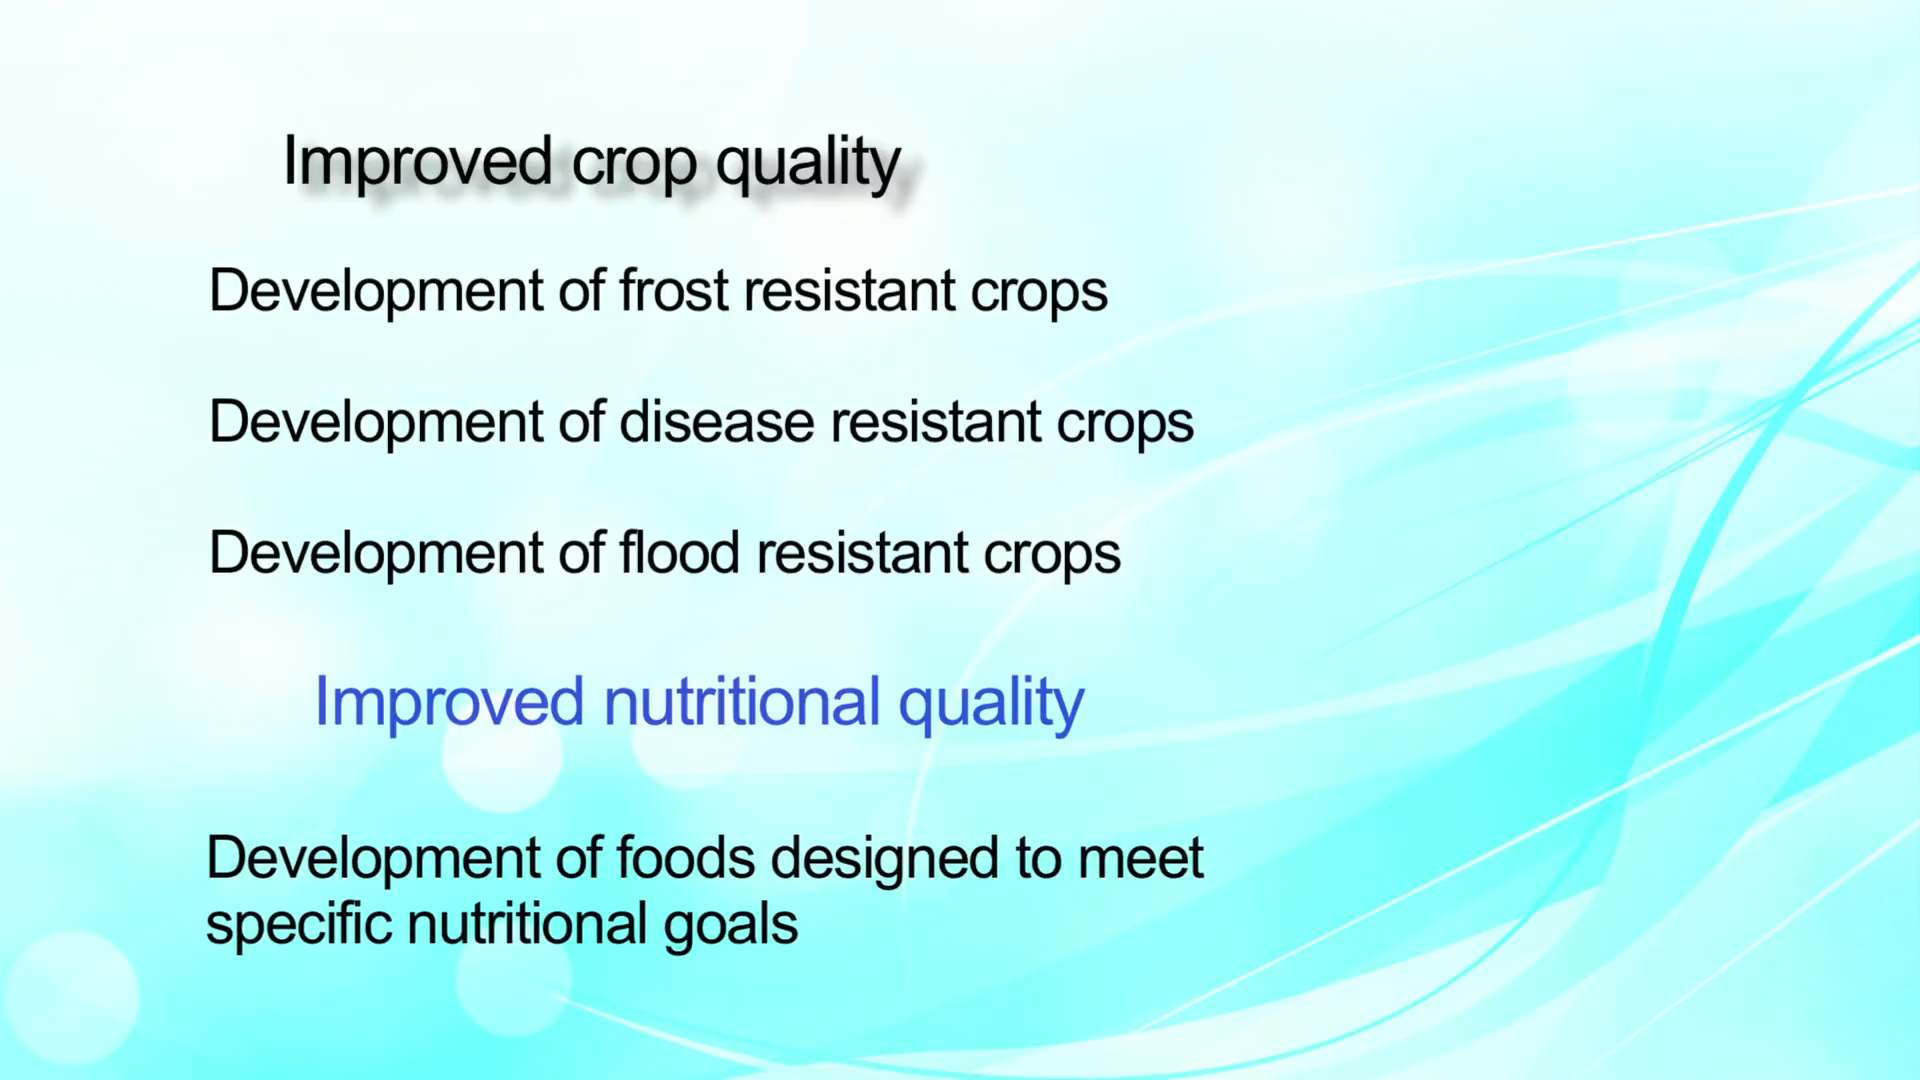 Improved crop quality
Development of frost resistant crops
Development of disease resistant crops
Development of flood resistant crops
Improved nutritional quality
Development of foods designed to meet
specific nutritional goals